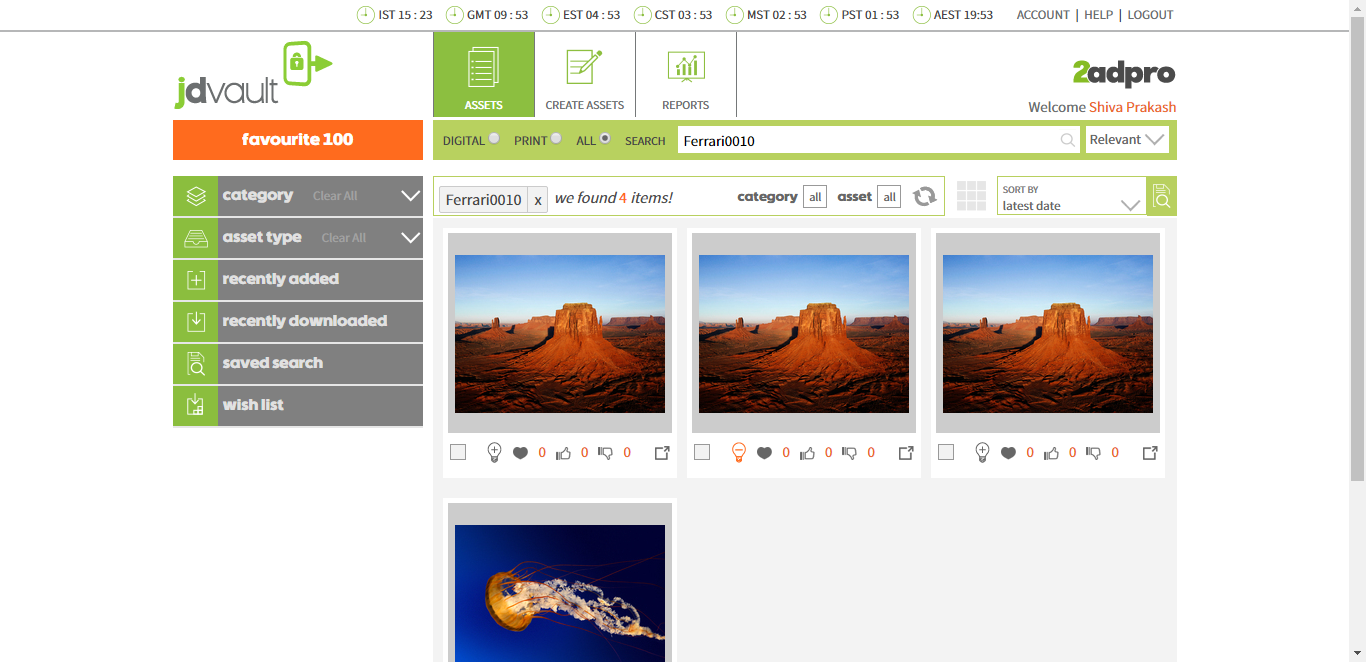 IST 15 : 23 GMT 09 : 53 EST 04 : 53 CST 03 : 53 MST 02 : 53 PST 01 : 53 AEST 19:53 ACCOUNT | HELP | LOGOUT
jdvault
ASSETS
CREATE ASSETS
REPORTS
2adpro
Welcome Shiva Prakash
favourite 100
DIGITAL PRINT ALL SEARCH Ferrari0010 Relevant
category Clear All
asset type Clear All
recently added
recently downloaded
saved search
wish list
Ferrari0010 x we found 4 items! category all asset all
SORT BY
latest date
0 0 0
0 0 0
0 0 0